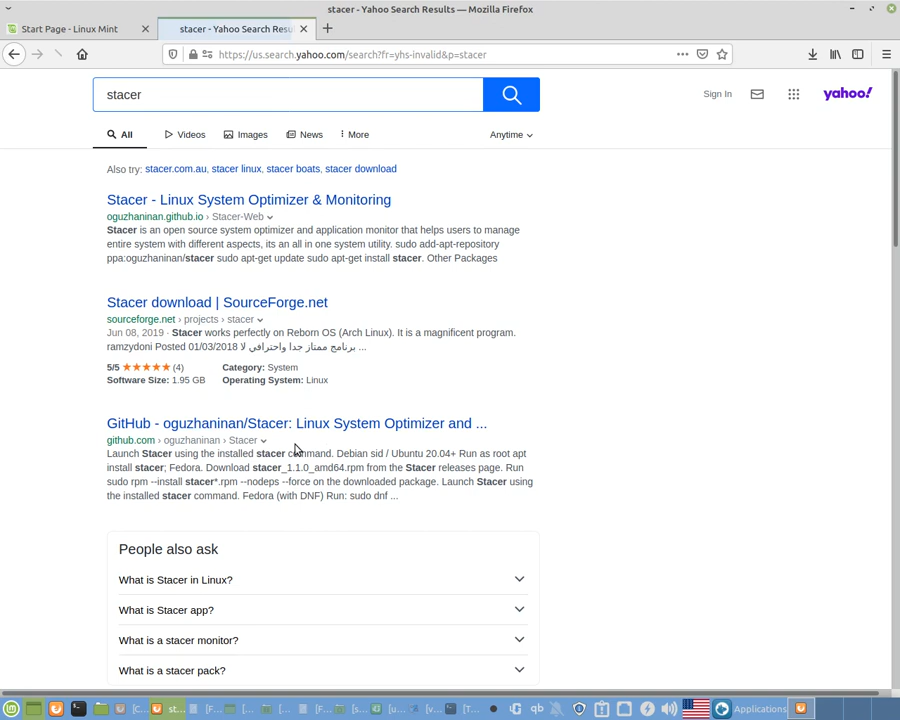 stacer - Yahoo Search Results — Mozilla Firefox
Start Page - Linux Mint
stacer - Yahoo Search Resu
https://us.search.yahoo.com/search?fr=yhs-invalid&p=stacer
stacer
Sign In
yahoo!
All
Videos
Images
News
More
Anytime
Also try: stacer.com.au, stacer linux, stacer boats, stacer download
Stacer - Linux System Optimizer & Monitoring
oguzhaninan.github.io › Stacer-Web
Stacer is an open source system optimizer and application monitor that helps users to manage
entire system with different aspects, its an all in one system utility. sudo add-apt-repository
ppa:oguzhaninan/stacer sudo apt-get update sudo apt-get install stacer. Other Packages
Stacer download | SourceForge.net
sourceforge.net › projects › stacer
Jun 08, 2019 · Stacer works perfectly on Reborn OS (Arch Linux). It is a magnificent program.
ramzydoni Posted 01/03/2018 برنامج ممتاز جدا واحترافي لا ...
5/5 ★★★★★ (4)
Category: System
Software Size: 1.95 GB
Operating System: Linux
GitHub - oguzhaninan/Stacer: Linux System Optimizer and ...
github.com › oguzhaninan › Stacer
Launch Stacer using the installed stacer command. Debian sid / Ubuntu 20.04+ Run as root apt
install stacer; Fedora. Download stacer_1.1.0_amd64.rpm from the Stacer releases page. Run
sudo rpm --install stacer*.rpm --nodeps --force on the downloaded package. Launch Stacer using
the installed stacer command. Fedora (with DNF) Run: sudo dnf ...
People also ask
What is Stacer in Linux?
What is Stacer app?
What is a stacer monitor?
What is a stacer pack?
[C...
st...
[F...
[...
[...
[F...
[...
[s...
[u...
[v...
[T...
qb
Applications